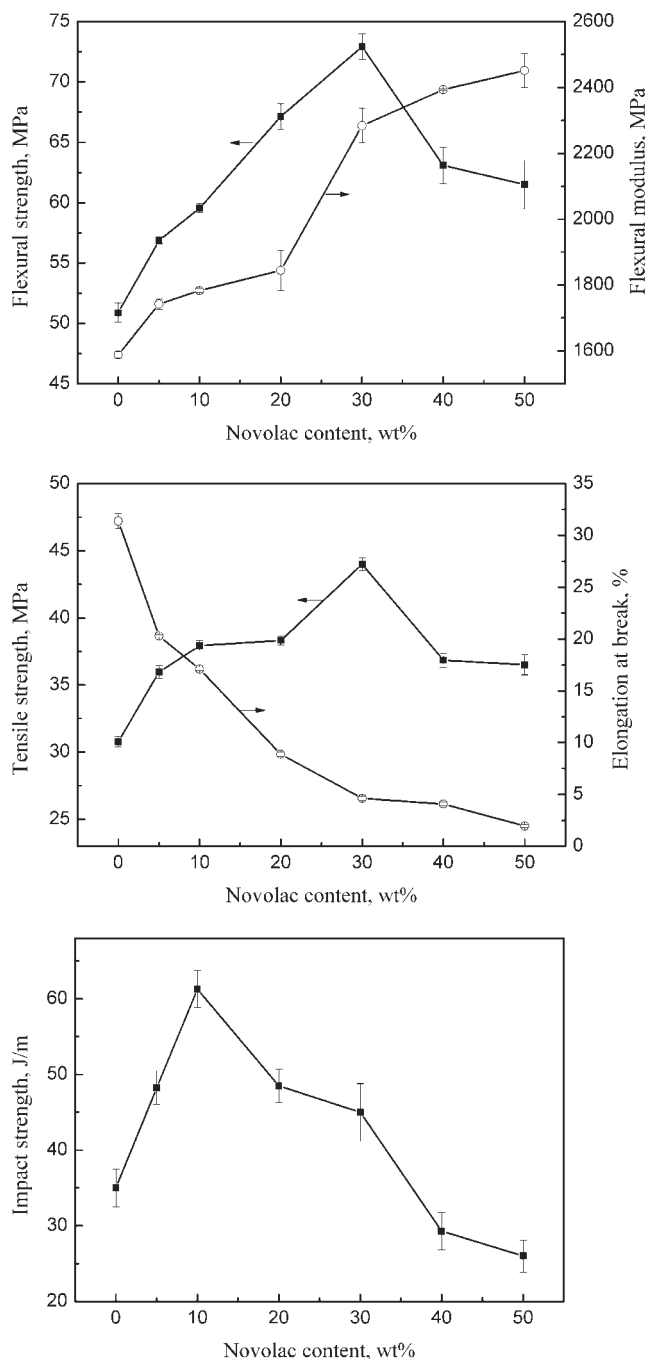 75
70
65
60
55
50
45
Flexural strength, MPa
2600
2400
2200
2000
1800
1600
Flexural modulus, MPa
0 10 20 30 40 50
Novolac content, wt%
50
45
40
35
30
25
Tensile strength, MPa
35
30
25
20
15
10
5
0
Elongation at break, %
0 10 20 30 40 50
Novolac content, wt%
60
50
40
30
20
Impact strength, J/m
0 10 20 30 40 50
Novolac content, wt%